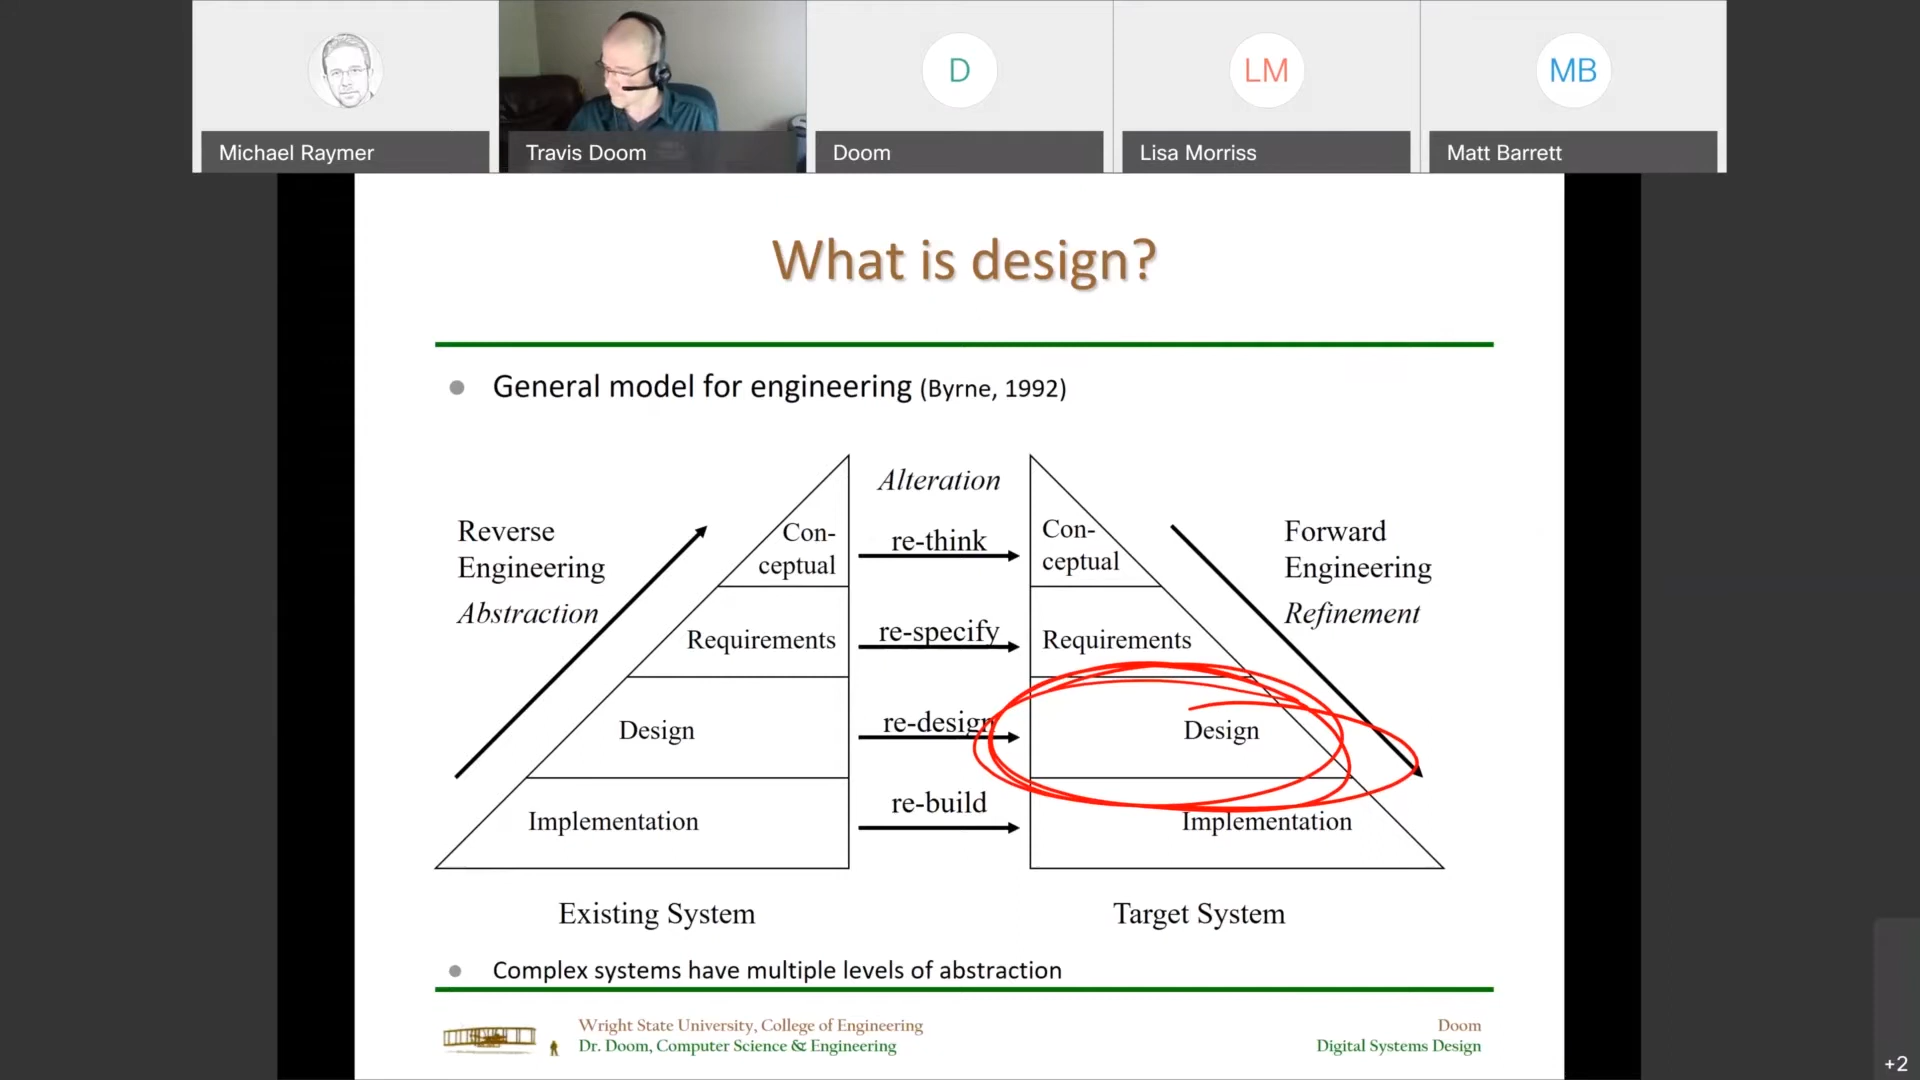 D
LM
MB
Michael Raymer
Travis Doom
Doom
Lisa Morriss
Matt Barrett
What is design?
General model for engineering (Byrne, 1992)
Alteration
Reverse
Engineering
Abstraction
Con-
ceptual
re-think
Con-
ceptual
Forward
Engineering
Refinement
Requirements
re-specify
Requirements
Design
re-design
Design
Implementation
re-build
Implementation
Existing System
Target System
Complex systems have multiple levels of abstraction
Wright State University, College of Engineering
Dr. Doom, Computer Science & Engineering
Doom
Digital Systems Design
+2